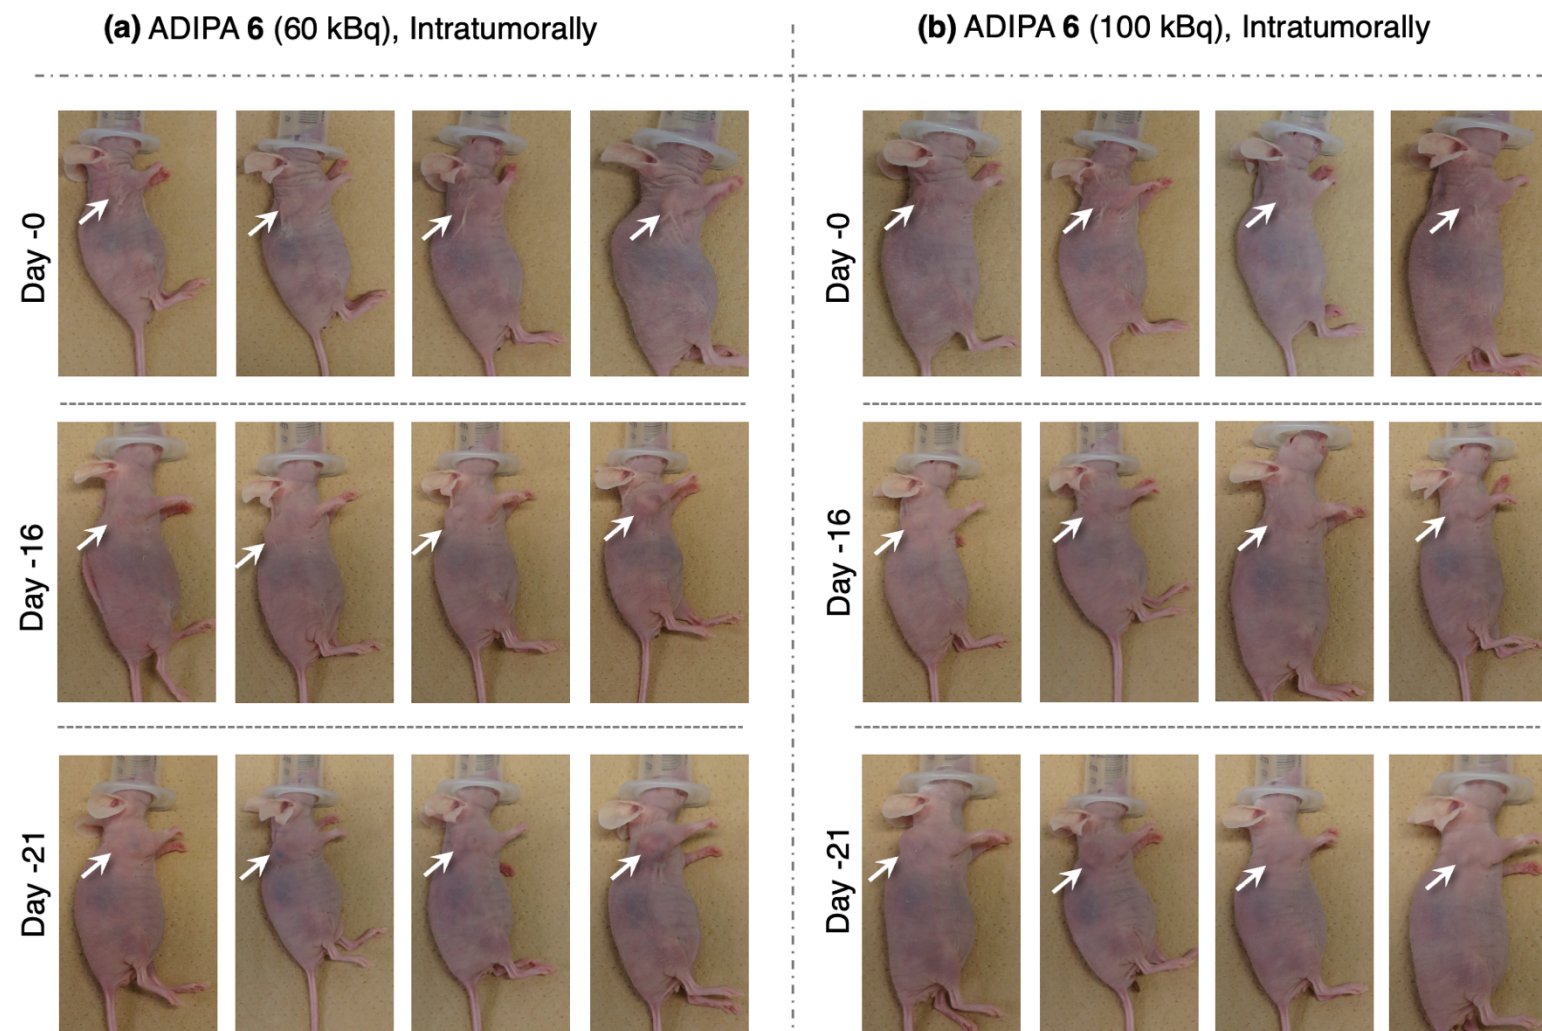 (a) ADIPA 6 (60 kBq), Intratumorally
(b) ADIPA 6 (100 kBq), Intratumorally
Day -0
Day -0
Day -16
Day -16
Day -21
Day -21